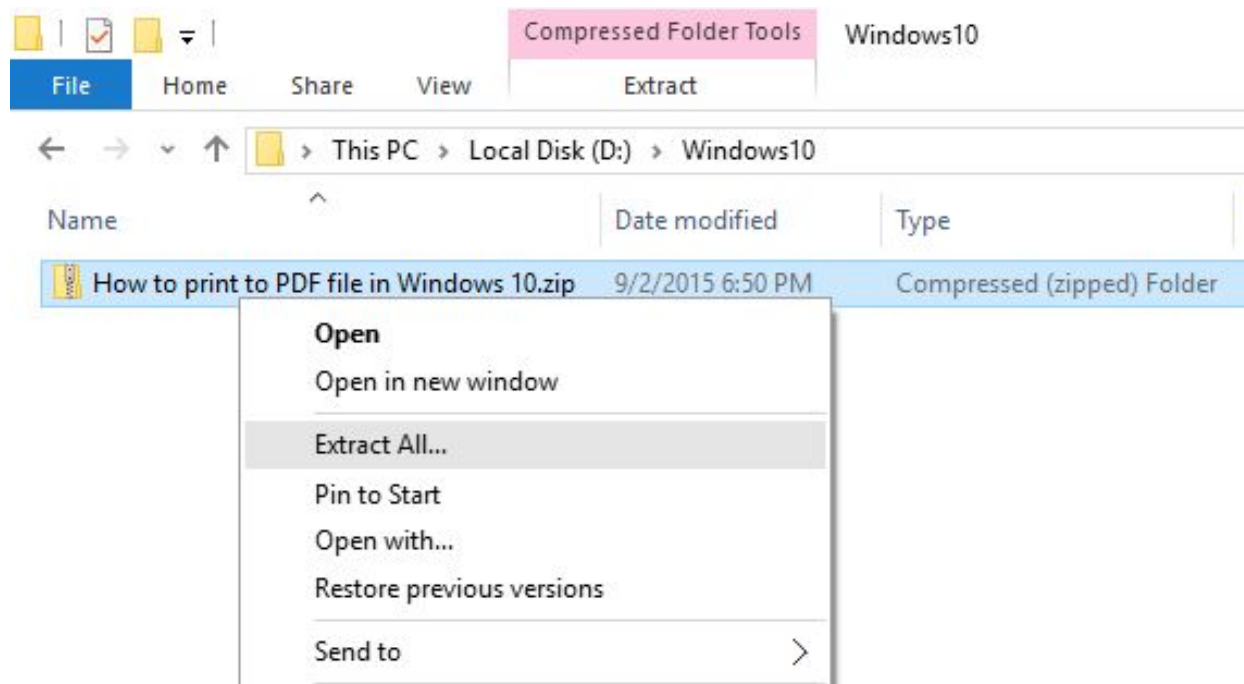 Compressed Folder Tools Windows10
File Home Share View Extract
This PC > Local Disk (D:) > Windows10
Name Date modified Type
How to print to PDF file in Windows 10.zip 9/2/2015 6:50 PM Compressed (zipped) Folder
Open
Open in new window
Extract All...
Pin to Start
Open with...
Restore previous versions
Send to